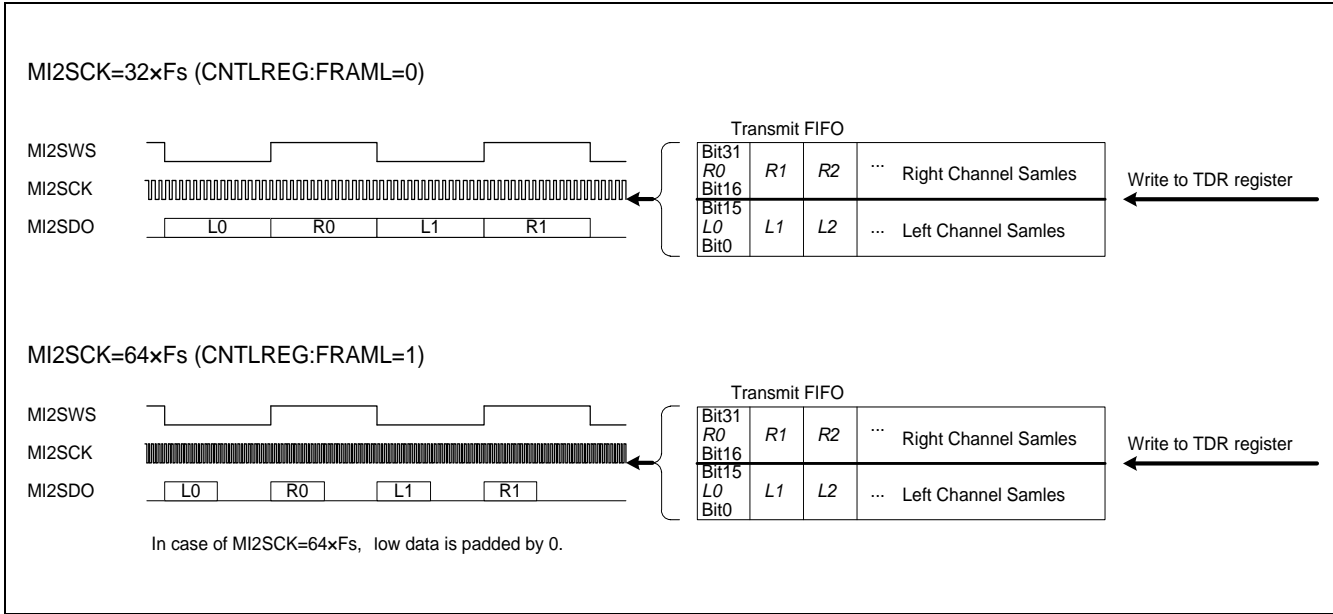 MI2SCK=32×Fs (CNTLREG:FRAML=0)
Transmit FIFO
MI2SWS
MI2SCK
MI2SDO
L0 R0 L1 R1
Bit31
R0
Bit16
R1 R2 ... Right Channel Samles
Bit15
L0
Bit0
L1 L2 ... Left Channel Samles
Write to TDR register
MI2SCK=64×Fs (CNTLREG:FRAML=1)
Transmit FIFO
MI2SWS
MI2SCK
MI2SDO
L0 R0 L1 R1
Bit31
R0
Bit16
R1 R2 ... Right Channel Samles
Bit15
L0
Bit0
L1 L2 ... Left Channel Samles
Write to TDR register
In case of MI2SCK=64×Fs, low data is padded by 0.